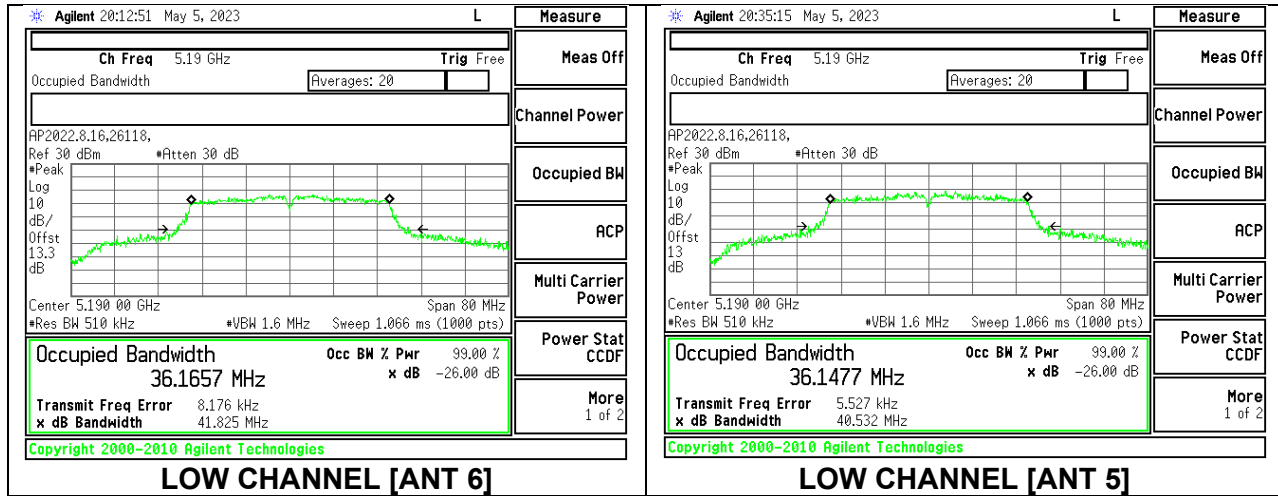 Agilent 20:12:51 May 5, 2023 L
Measure
Ch Freq 5.19 GHz Trig Free
Occupied Bandwidth Averages: 20
AP2022.8.16,26118,
Ref 30 dBm #Atten 30 dB
#Peak
Log
10
dB/
Offst
13.3
dB
Center 5.190 00 GHz Span 80 MHz
#Res BW 510 kHz #VBW 1.6 MHz Sweep 1.066 ms (1000 pts)
Occupied Bandwidth Occ BW % Pwr 99.00 %
36.1657 MHz x dB -26.00 dB
Transmit Freq Error 8.176 kHz
x dB Bandwidth 41.825 MHz
Meas Off
Channel Power
Occupied BW
ACP
Multi Carrier
Power
Power Stat
CCDF
More
1 of 2
Copyright 2000-2010 Agilent Technologies
LOW CHANNEL [ANT 6]
Agilent 20:35:15 May 5, 2023 L
Measure
Ch Freq 5.19 GHz Trig Free
Occupied Bandwidth Averages: 20
AP2022.8.16,26118,
Ref 30 dBm #Atten 30 dB
#Peak
Log
10
dB/
Offst
13
dB
Center 5.190 00 GHz Span 80 MHz
#Res BW 510 kHz #VBW 1.6 MHz Sweep 1.066 ms (1000 pts)
Occupied Bandwidth Occ BW % Pwr 99.00 %
36.1477 MHz x dB -26.00 dB
Transmit Freq Error 5.527 kHz
x dB Bandwidth 40.532 MHz
Meas Off
Channel Power
Occupied BW
ACP
Multi Carrier
Power
Power Stat
CCDF
More
1 of 2
Copyright 2000-2010 Agilent Technologies
LOW CHANNEL [ANT 5]